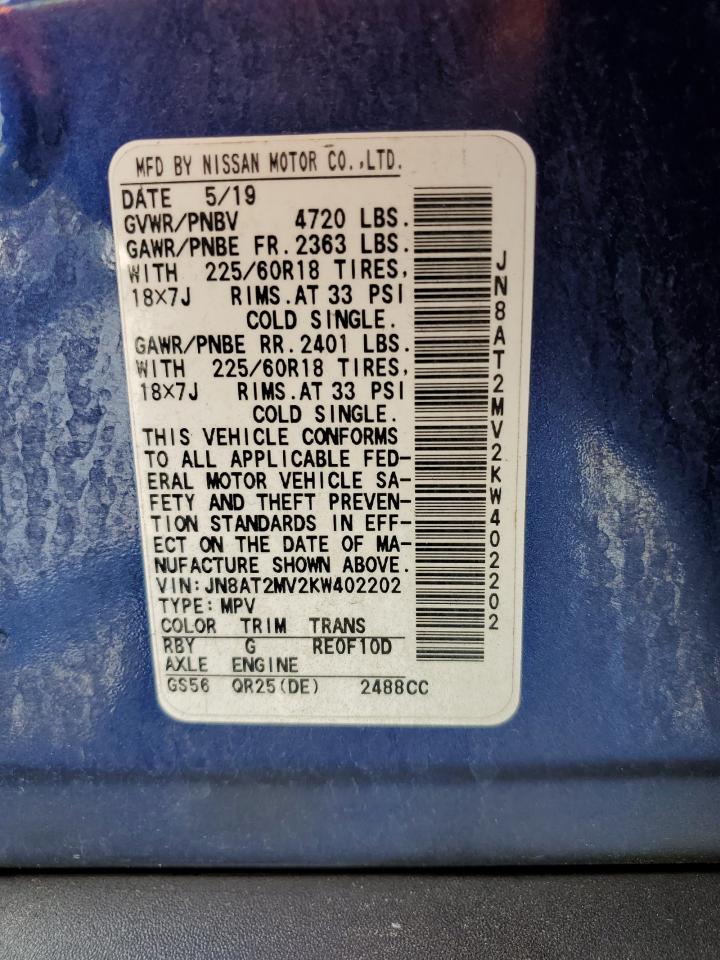 MFD BY NISSAN MOTOR CO.,LTD.
DATE 5/19
GVWR/PNBV 4720 LBS.
GAWR/PNBE FR. 2363 LBS.
WITH 225/60R18 TIRES,
18×7J RIMS.AT 33 PSI
COLD SINGLE.
GAWR/PNBE RR. 2401 LBS.
WITH 225/60R18 TIRES,
18×7J RIMS.AT 33 PSI
COLD SINGLE.
THIS VEHICLE CONFORMS
TO ALL APPLICABLE FED-
ERAL MOTOR VEHICLE SA-
FETY AND THEFT PREVEN-
TION STANDARDS IN EFF-
ECT ON THE DATE OF MA-
NUFACTURE SHOWN ABOVE.
VIN: JN8AT2MV2KW402202
TYPE: MPV
COLOR TRIM TRANS
RBY G RE0F10D
AXLE ENGINE
GS56 QR25(DE) 2488CC
JN8AT2MV2KW402202